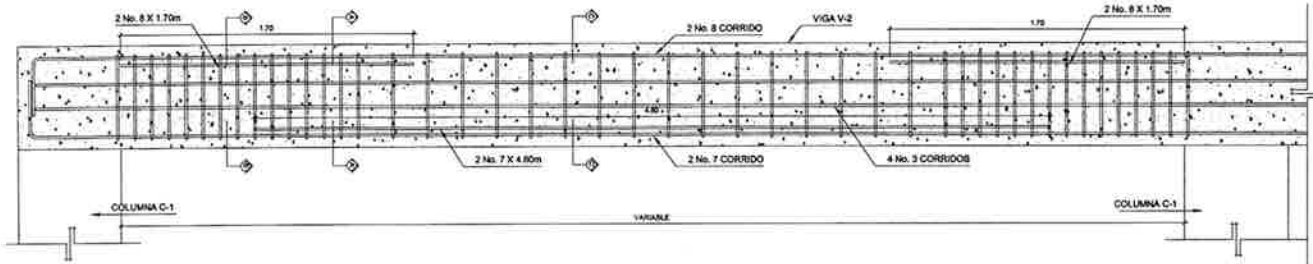 2 No. 8 X 1.70m
1.70
2 No. 8 CORRIDO
VIGA V-2
2 No. 8 X 1.70m
1.70
4.60
2 No. 7 X 4.60m
2 No. 7 CORRIDO
4 No. 3 CORRIDOS
COLUMNA C-1
VARIABLE
COLUMNA C-1